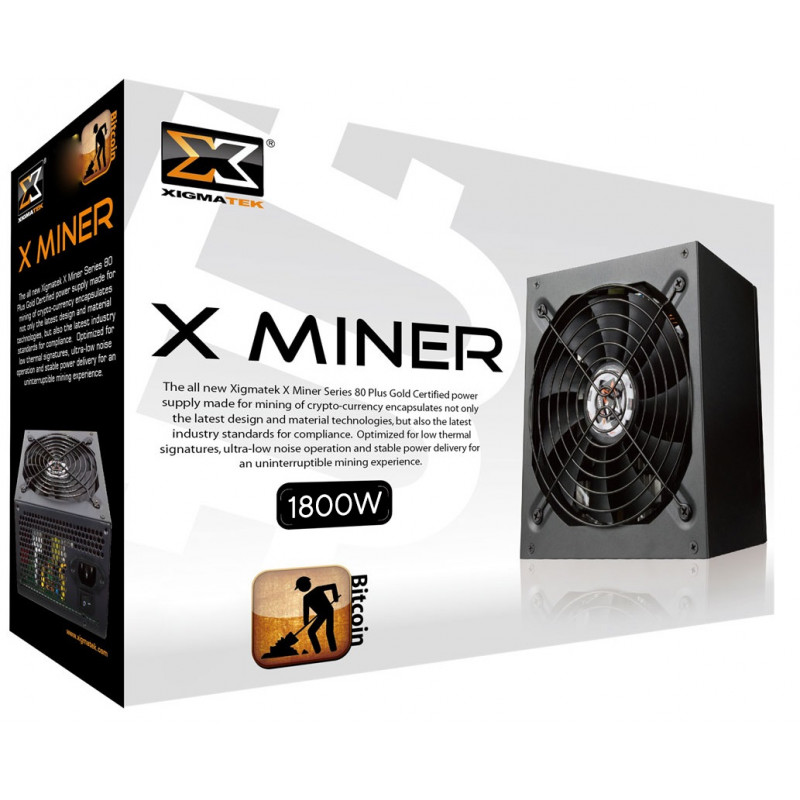 Bitcoin
XIGMATEK
X MINER
The all new Xigmatek X Miner Series 80
Plus Gold Certified power supply made for
mining of crypto-currency encapsulates
not only the latest design and material
technologies, but also the latest industry
standards for compliance. Optimized for
low thermal signatures, ultra-low noise
operation and stable power delivery for an
uninterruptible mining experience.
www.xigmatek.com
®
XIGMATEK
X MINER
The all new Xigmatek X Miner Series 80 Plus Gold Certified power
supply made for mining of crypto-currency encapsulates not only
the latest design and material technologies, but also the latest
industry standards for compliance. Optimized for low thermal
signatures, ultra-low noise operation and stable power delivery for
an uninterruptible mining experience.
1800W
Bitcoin